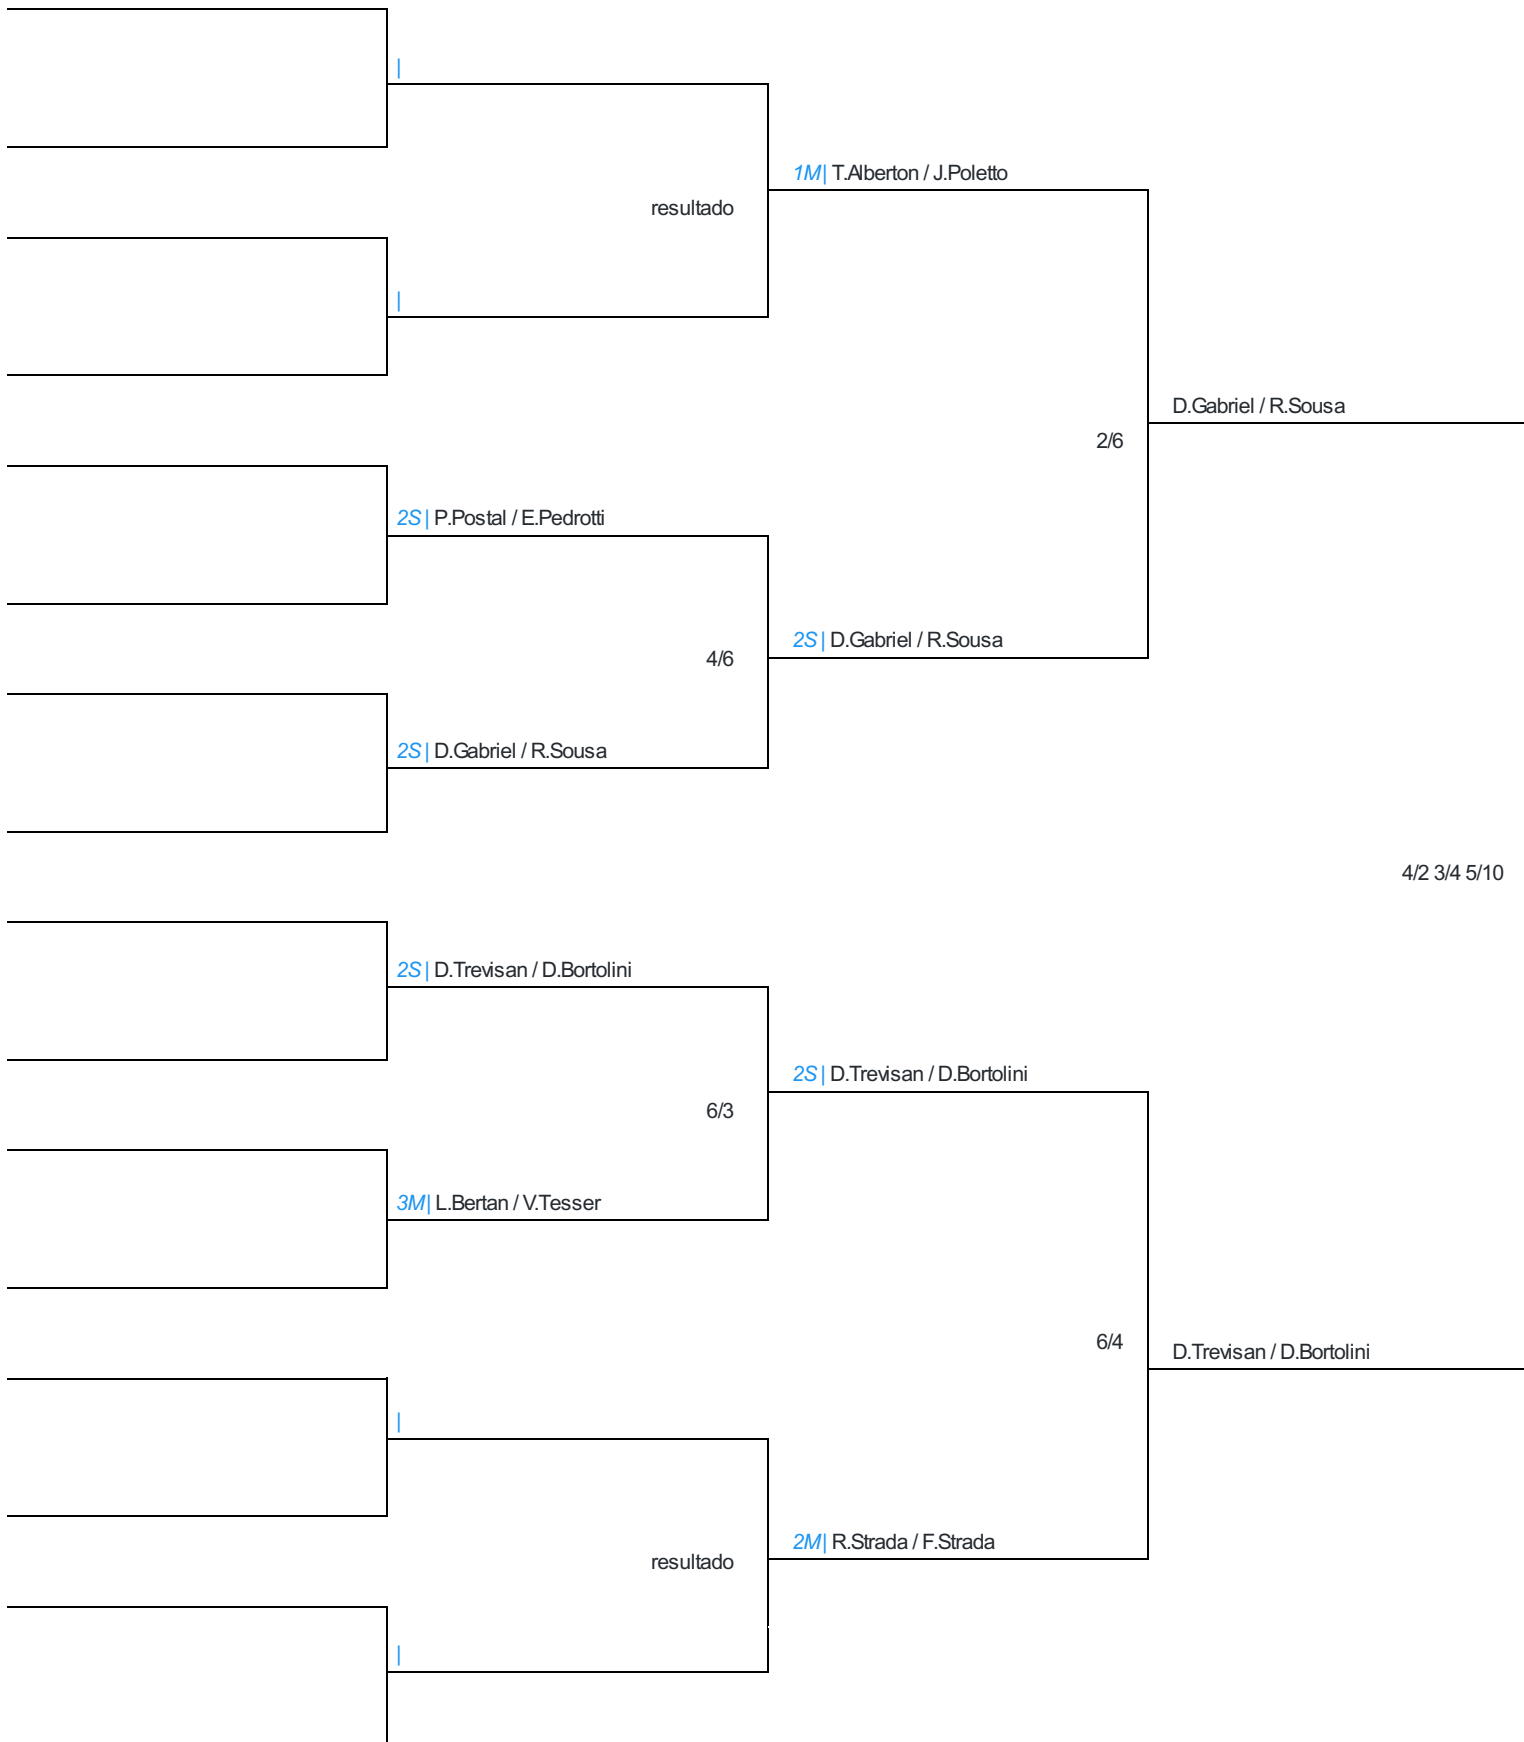 |
1M| T.Alberton / J.Poletto
resultado
|
D.Gabriel / R.Sousa
2/6
2S| P.Postal / E.Pedrotti
2S| D.Gabriel / R.Sousa
4/6
2S| D.Gabriel / R.Sousa
4/2 3/4 5/10
2S| D.Trevisan / D.Bortolini
2S| D.Trevisan / D.Bortolini
6/3
3M| L.Bertan / V.Tesser
6/4
D.Trevisan / D.Bortolini
|
2M| R.Strada / F.Strada
resultado
|